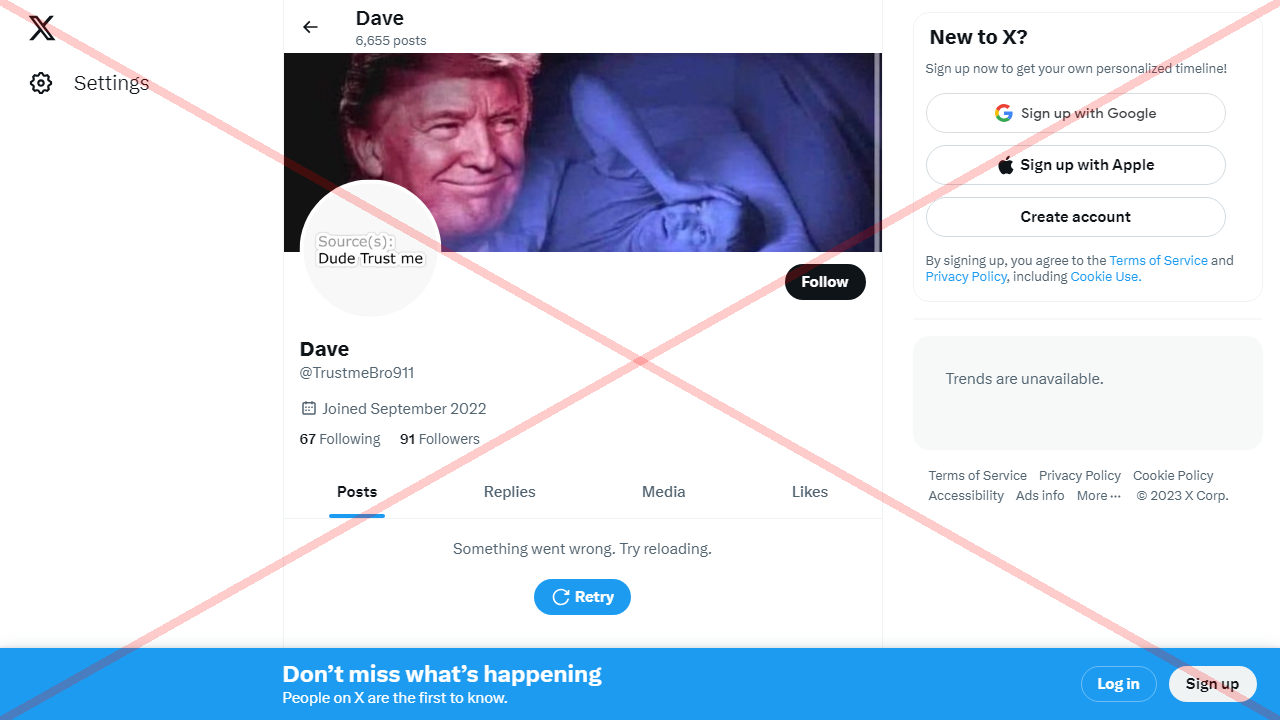 Settings
Dave
6,655 posts
Source(s):
Dude Trust me
Follow
Dave
@TrustmeBro911
Joined September 2022
67 Following 91 Followers
Posts Replies Media Likes
Something went wrong. Try reloading.
Retry
New to X?
Sign up now to get your own personalized timeline!
Sign up with Google
Sign up with Apple
Create account
By signing up, you agree to the Terms of Service and
Privacy Policy, including Cookie Use.
Trends are unavailable.
Terms of Service Privacy Policy Cookie Policy
Accessibility Ads info More ··· © 2023 X Corp.
Don’t miss what’s happening
People on X are the first to know.
Log in Sign up